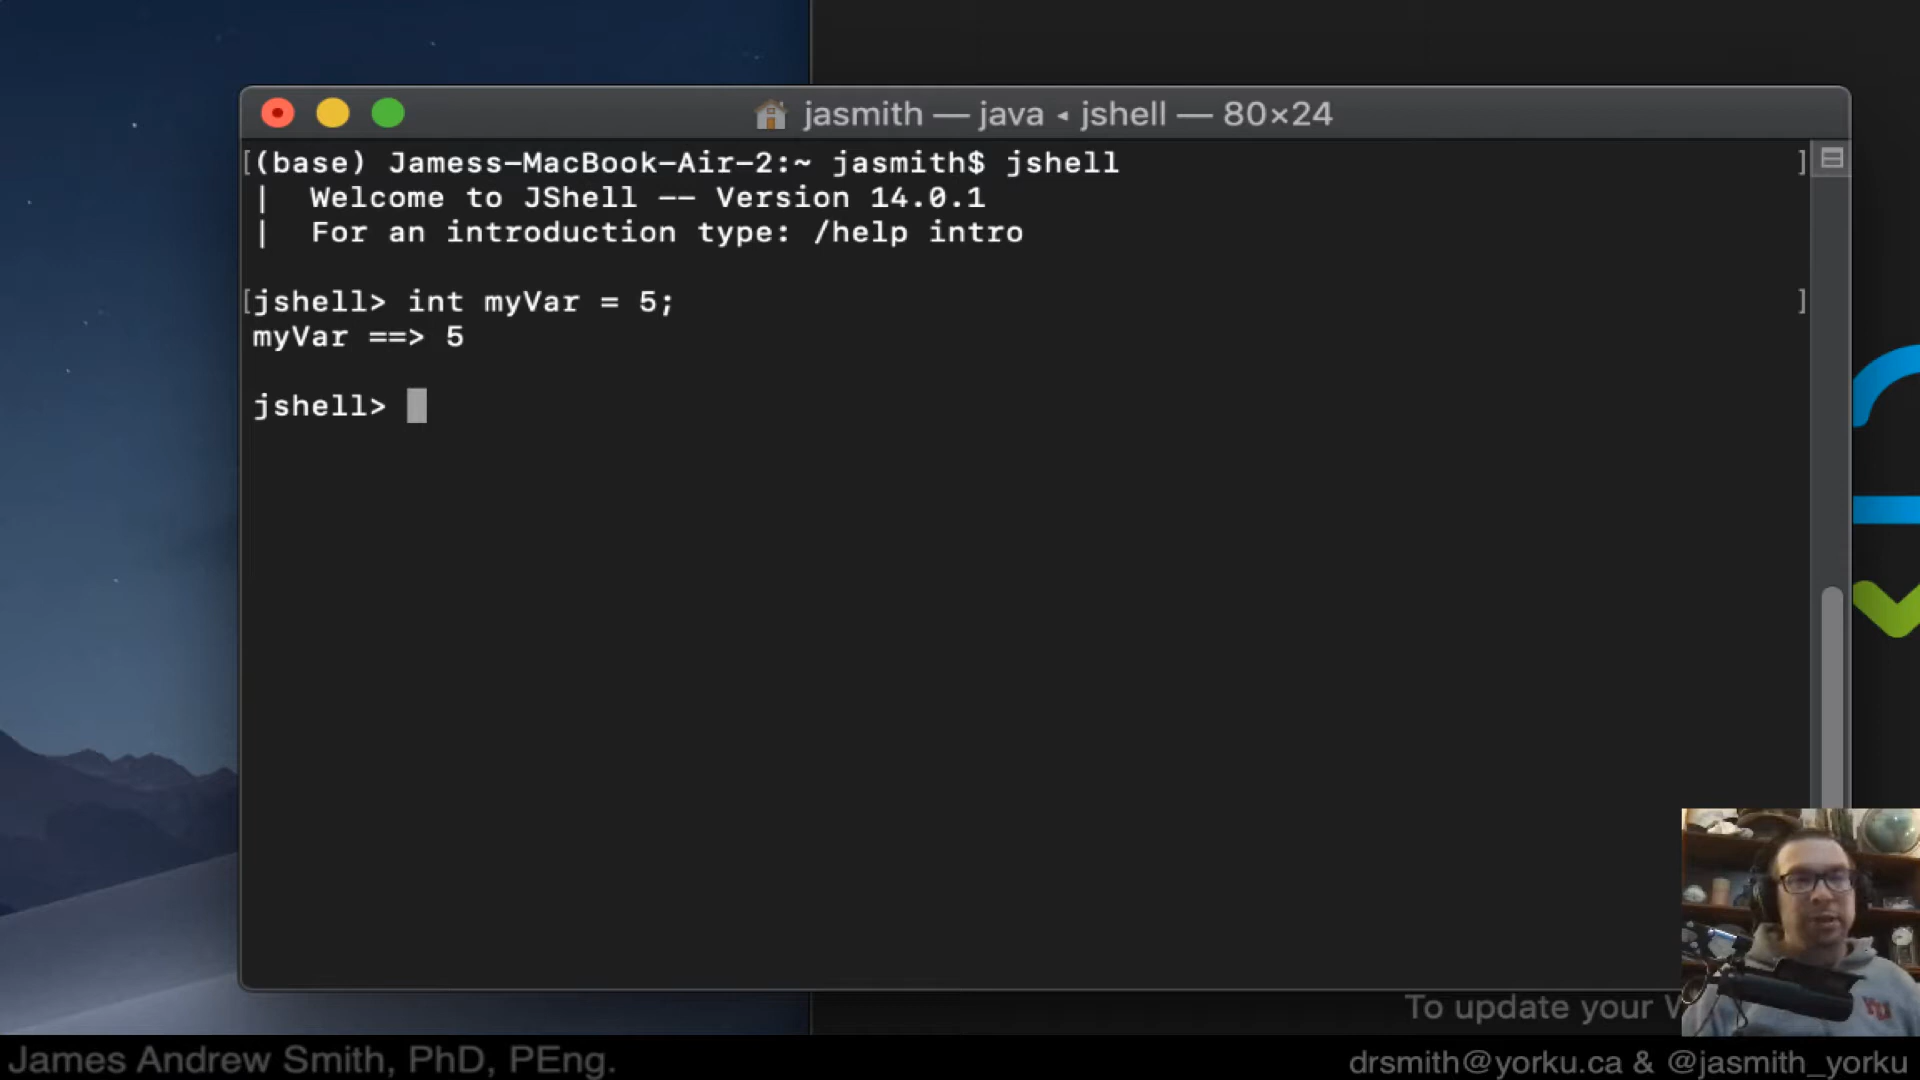 jasmith — java ◂ jshell — 80×24
[(base) Jamess-MacBook-Air-2:~ jasmith$ jshell ]
| Welcome to JShell -- Version 14.0.1
| For an introduction type: /help intro
[jshell> int myVar = 5; ]
myVar ==> 5
jshell>
To update your
James Andrew Smith, PhD, PEng.
drsmith@yorku.ca & @jasmith_yorku